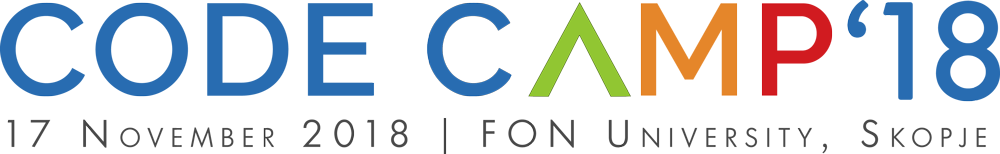 CODE CAMP‘18
17 November 2018 | FON University, Skopje